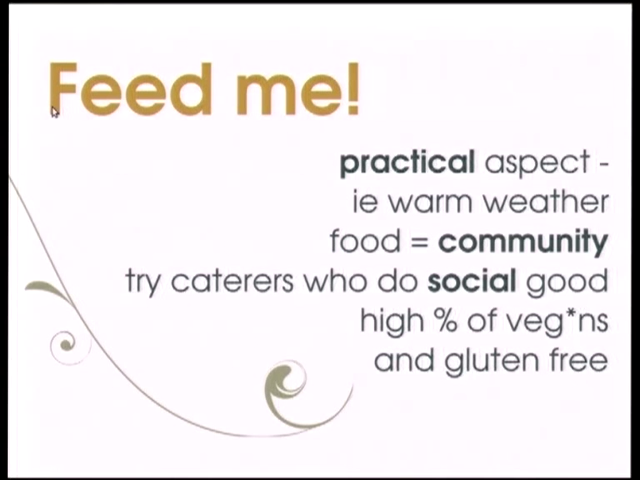 Feed me!
practical aspect -
ie warm weather
food = community
try caterers who do social good
high % of veg*ns
and gluten free